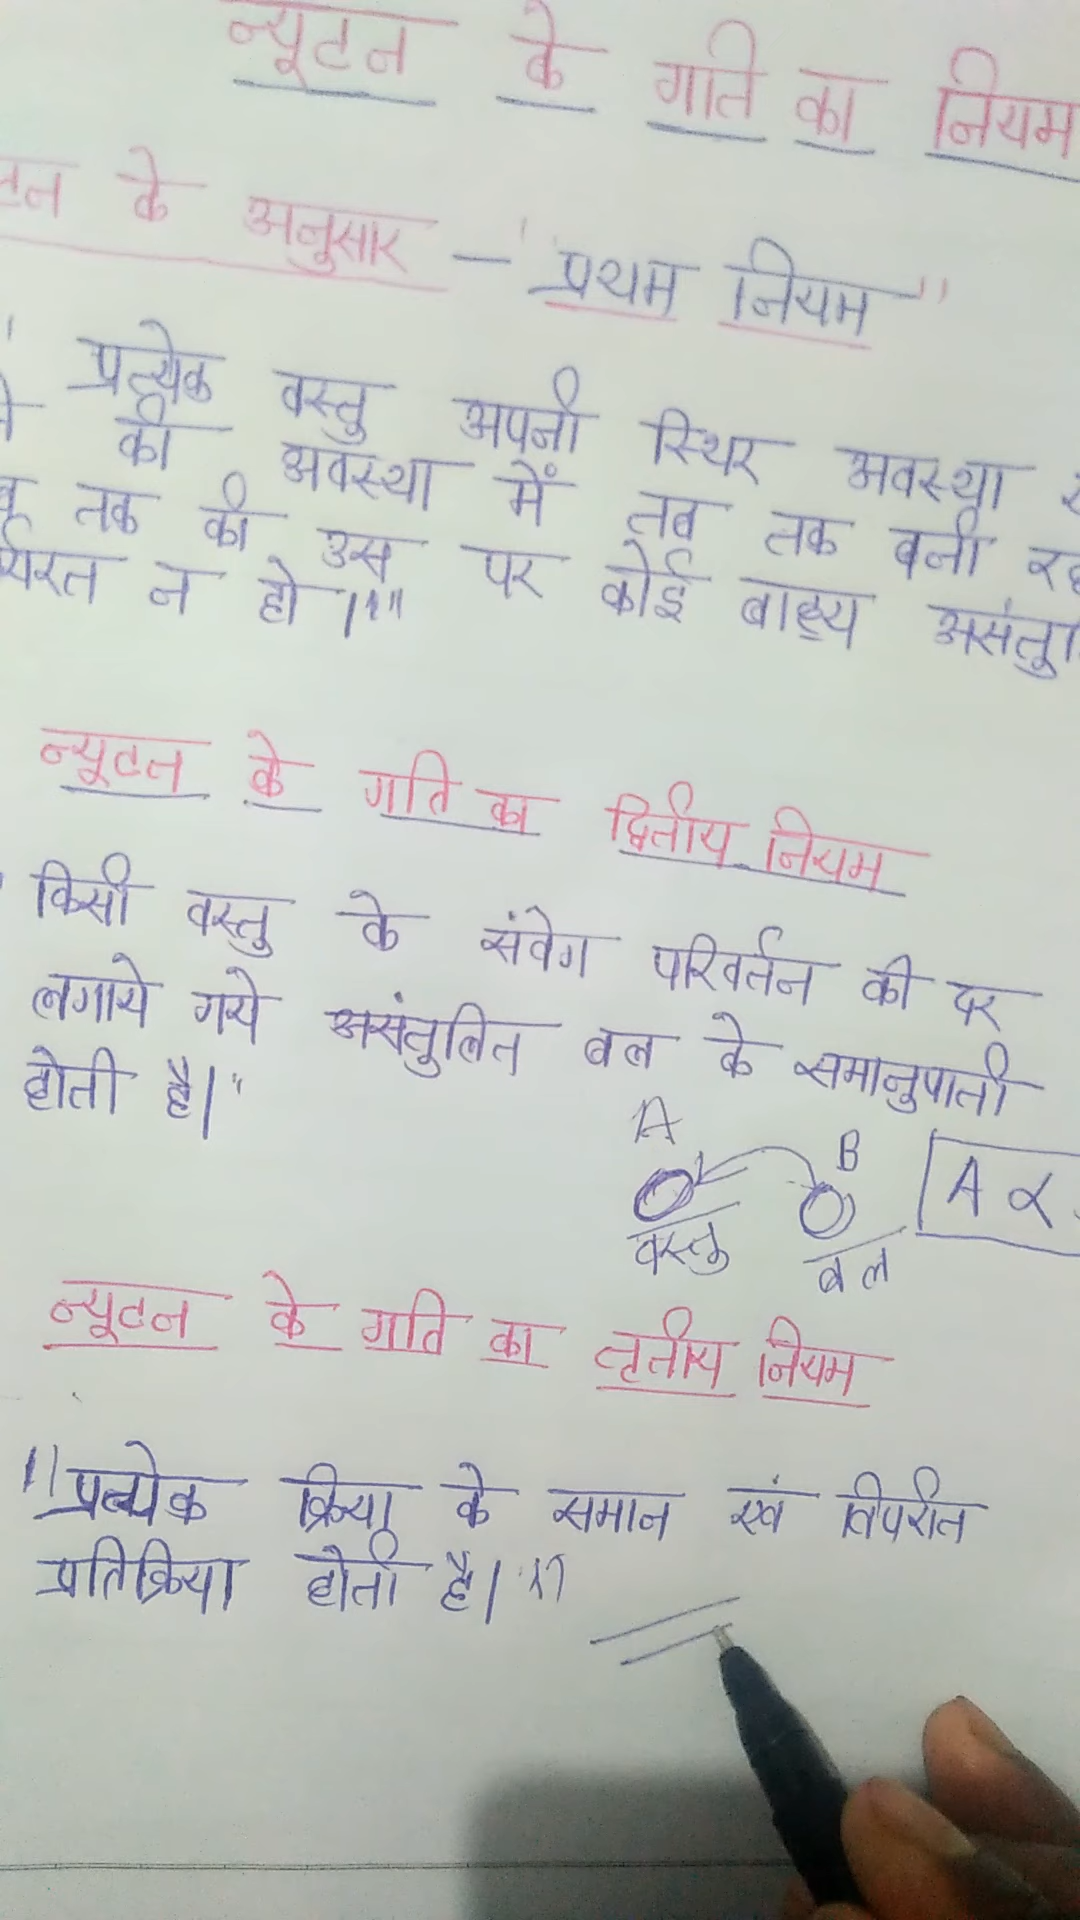 न्यूटन के गति का नियम
के अनुसार - "प्रथम नियम"
" प्रत्येक वस्तु अपनी स्थिर अवस्था
की अवस्था में तब तक बनी
तक की उस पर कोई बाह्य
न हो।"
न्यूटन के गति का द्वितीय नियम
किसी वस्तु के संवेग परिवर्तन की दर
लगाये गये असंतुलित बल के समानुपाती
होती है।"
A B
A α
वस्तु बल
न्यूटन के गति का तृतीय नियम
"प्रत्येक क्रिया के समान एवं विपरीत
प्रतिक्रिया होती है।"